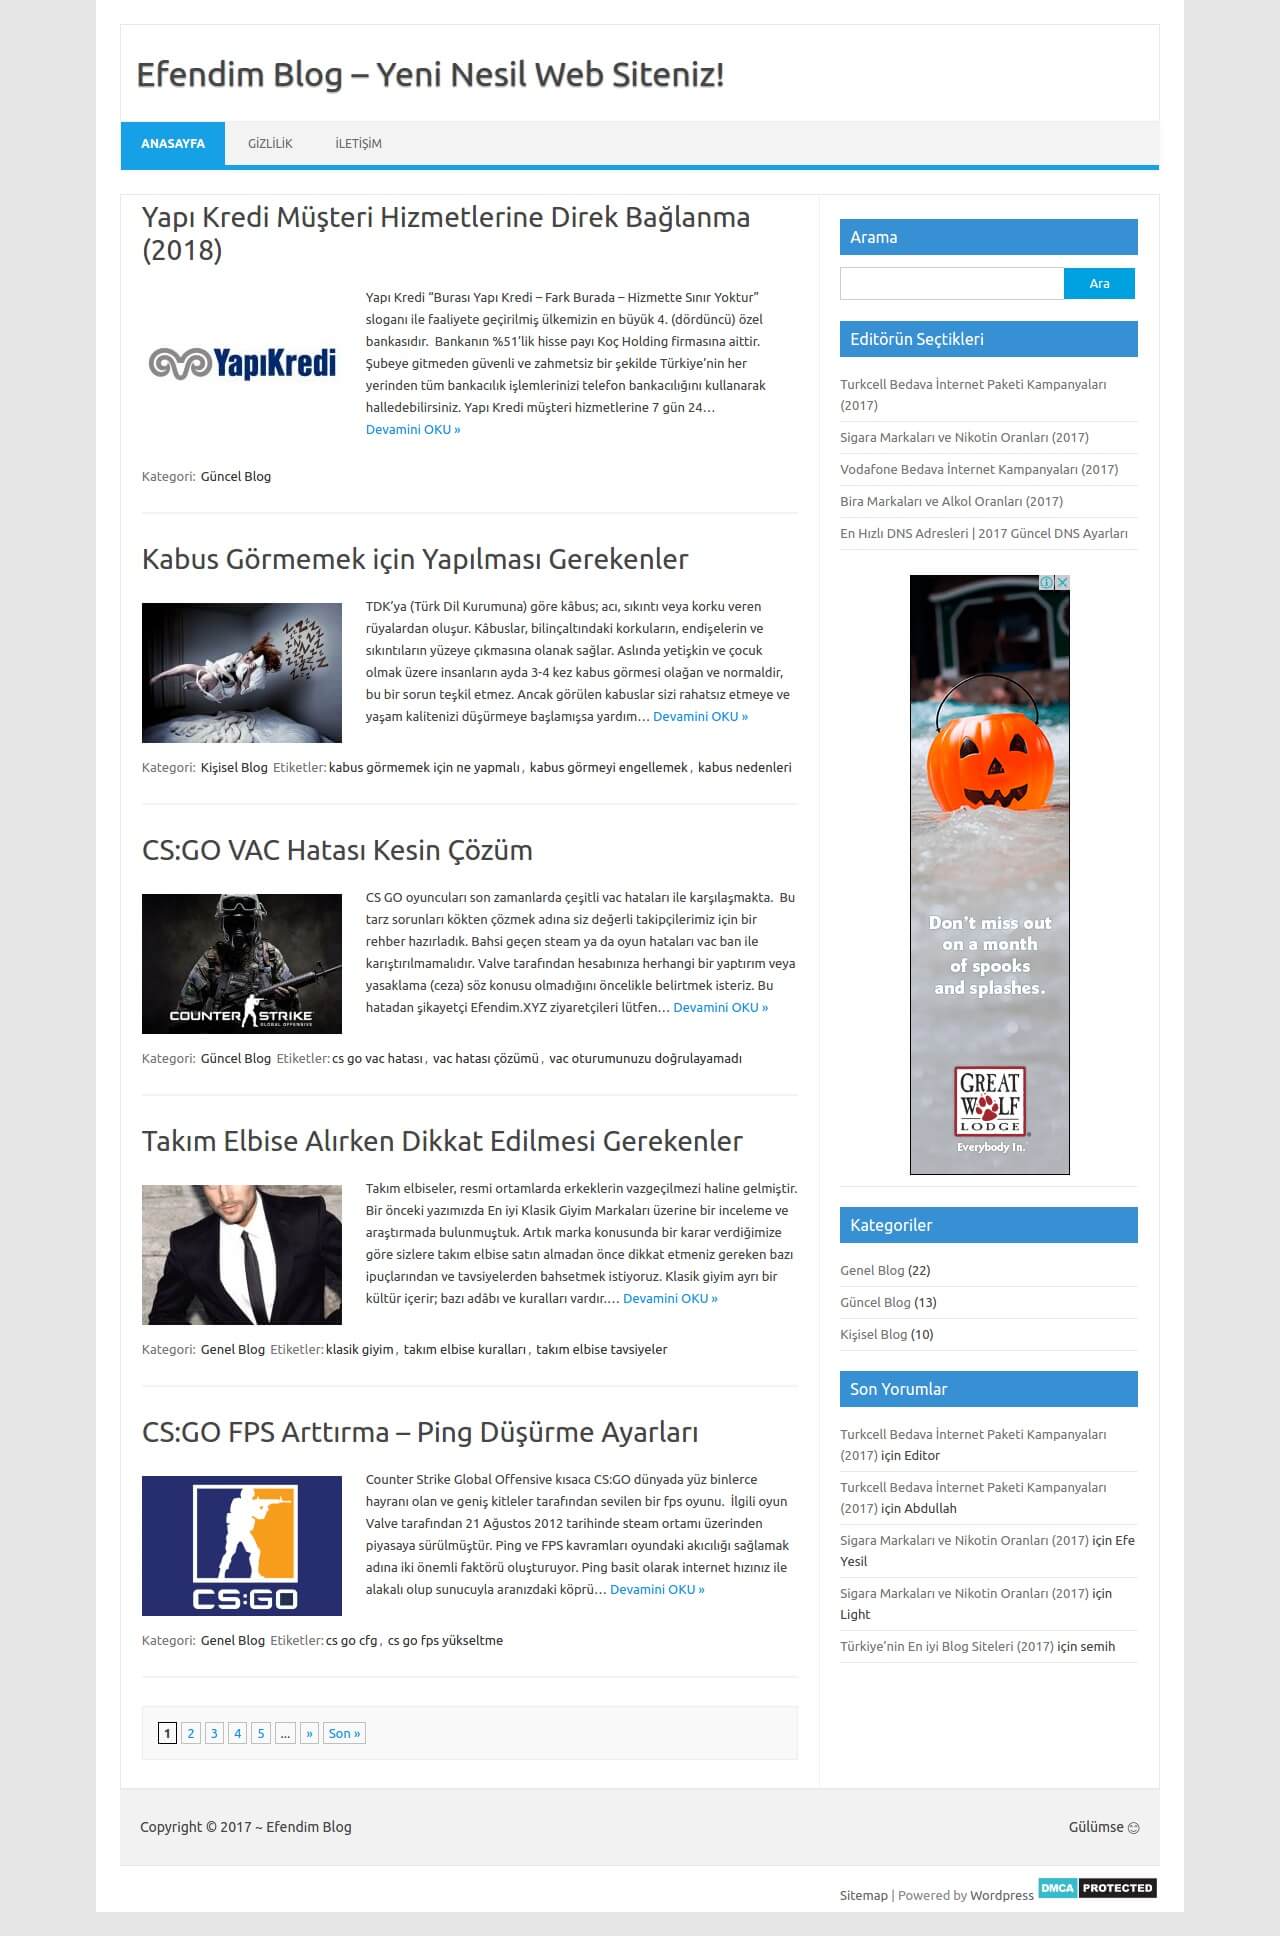 Efendim Blog – Yeni Nesil Web Siteniz!
ANASAYFA
GİZLİLİK
İLETİŞİM
Yapı Kredi Müşteri Hizmetlerine Direk Bağlanma
(2018)
YapıKredi
Yapı Kredi “Burası Yapı Kredi – Fark Burada – Hizmette Sınır Yoktur”
sloganı ile faaliyete geçirilmiş ülkemizin en büyük 4. (dördüncü) özel
bankasıdır.  Bankanın %51’lik hisse payı Koç Holding firmasına aittir.
Şubeye gitmeden güvenli ve zahmetsiz bir şekilde Türkiye’nin her
yerinden tüm bankacılık işlemlerinizi telefon bankacılığını kullanarak
halledebilirsiniz. Yapı Kredi müşteri hizmetlerine 7 gün 24…
Devamini OKU »
Kategori: Güncel Blog
Kabus Görmemek için Yapılması Gerekenler
TDK’ya (Türk Dil Kurumuna) göre kâbus; acı, sıkıntı veya korku veren
rüyalardan oluşur. Kâbuslar, bilinçaltındaki korkuların, endişelerin ve
sıkıntıların yüzeye çıkmasına olanak sağlar. Aslında yetişkin ve çocuk
olmak üzere insanların ayda 3-4 kez kabus görmesi olağan ve normaldir,
bu bir sorun teşkil etmez. Ancak görülen kabuslar sizi rahatsız etmeye ve
yaşam kalitenizi düşürmeye başlamışsa yardım… Devamini OKU »
Kategori: Kişisel Blog Etiketler: kabus görmemek için ne yapmalı, kabus görmeyi engellemek, kabus nedenleri
CS:GO VAC Hatası Kesin Çözüm
COUNTER STRIKE
GLOBAL OFFENSIVE
CS GO oyuncuları son zamanlarda çeşitli vac hataları ile karşılaşmakta.  Bu
tarz sorunları kökten çözmek adına siz değerli takipçilerimiz için bir
rehber hazırladık. Bahsi geçen steam ya da oyun hataları vac ban ile
karıştırılmamalıdır. Valve tarafından hesabınıza herhangi bir yaptırım veya
yasaklama (ceza) söz konusu olmadığını öncelikle belirtmek isteriz. Bu
hatadan şikayetçi Efendim.XYZ ziyaretçileri lütfen… Devamini OKU »
Kategori: Güncel Blog Etiketler: cs go vac hatası, vac hatası çözümü, vac oturumunuzu doğrulayamadı
Takım Elbise Alırken Dikkat Edilmesi Gerekenler
Takım elbiseler, resmi ortamlarda erkeklerin vazgeçilmezi haline gelmiştir.
Bir önceki yazımızda En iyi Klasik Giyim Markaları üzerine bir inceleme ve
araştırmada bulunmuştuk. Artık marka konusunda bir karar verdiğimize
göre sizlere takım elbise satın almadan önce dikkat etmeniz gereken bazı
ipuçlarından ve tavsiyelerden bahsetmek istiyoruz. Klasik giyim ayrı bir
kültür içerir; bazı adâbı ve kuralları vardır.… Devamini OKU »
Kategori: Genel Blog Etiketler: klasik giyim, takım elbise kuralları, takım elbise tavsiyeler
CS:GO FPS Arttırma – Ping Düşürme Ayarları
CS:GO
Counter Strike Global Offensive kısaca CS:GO dünyada yüz binlerce
hayranı olan ve geniş kitleler tarafından sevilen bir fps oyunu.  İlgili oyun
Valve tarafından 21 Ağustos 2012 tarihinde steam ortamı üzerinden
piyasaya sürülmüştür. Ping ve FPS kavramları oyundaki akıcılığı sağlamak
adına iki önemli faktörü oluşturuyor. Ping basit olarak internet hızınız ile
alakalı olup sunucuyla aranızdaki köprü… Devamini OKU »
Kategori: Genel Blog Etiketler: cs go cfg, cs go fps yükseltme
1 2 3 4 5 ... » Son »
Arama
Ara
Editörün Seçtikleri
Turkcell Bedava İnternet Paketi Kampanyaları
(2017)
Sigara Markaları ve Nikotin Oranları (2017)
Vodafone Bedava İnternet Kampanyaları (2017)
Bira Markaları ve Alkol Oranları (2017)
En Hızlı DNS Adresleri | 2017 Güncel DNS Ayarları
Don't miss out
on a month
of spooks
and splashes.
GREAT
WOLF
LODGE®
Everybody In.
Kategoriler
Genel Blog (22)
Güncel Blog (13)
Kişisel Blog (10)
Son Yorumlar
Turkcell Bedava İnternet Paketi Kampanyaları
(2017) için Editor
Turkcell Bedava İnternet Paketi Kampanyaları
(2017) için Abdullah
Sigara Markaları ve Nikotin Oranları (2017) için Efe
Yesil
Sigara Markaları ve Nikotin Oranları (2017) için
Light
Türkiye’nin En iyi Blog Siteleri (2017) için semih
Copyright © 2017 ~ Efendim Blog
Gülümse 😊
Sitemap | Powered by Wordpress DMCA PROTECTED